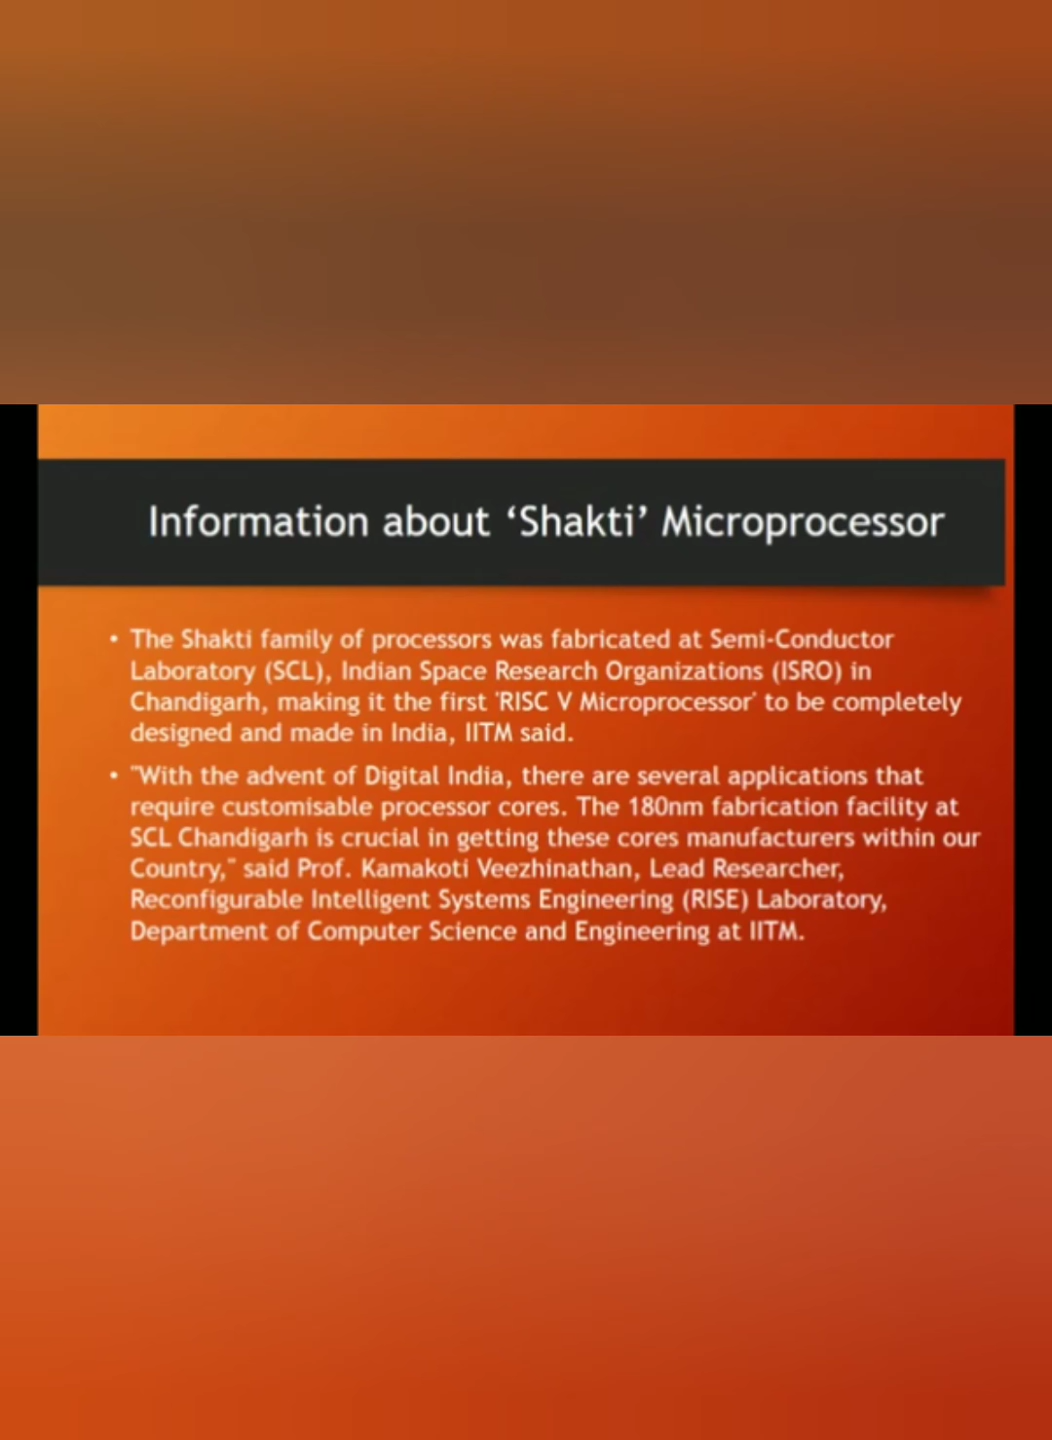 Information about ‘Shakti’ Microprocessor
• The Shakti family of processors was fabricated at Semi-Conductor
Laboratory (SCL), Indian Space Research Organizations (ISRO) in
Chandigarh, making it the first 'RISC V Microprocessor' to be completely
designed and made in India, IITM said.
• "With the advent of Digital India, there are several applications that
require customisable processor cores. The 180nm fabrication facility at
SCL Chandigarh is crucial in getting these cores manufacturers within our
Country," said Prof. Kamakoti Veezhinathan, Lead Researcher,
Reconfigurable Intelligent Systems Engineering (RISE) Laboratory,
Department of Computer Science and Engineering at IITM.